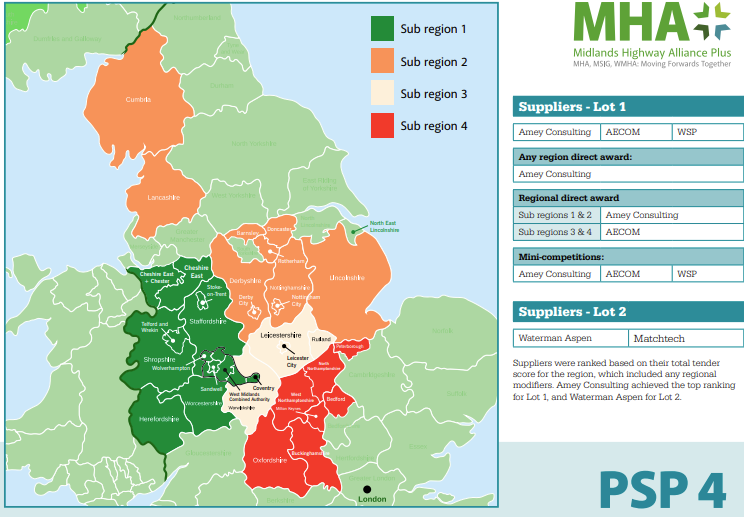 Sub region 1
Sub region 2
Sub region 3
Sub region 4
Cumbria
Lancashire
North East
Lincolnshire
Barnsley
Doncaster
Rotherham
Cheshire East
+ Chester
Cheshire
East
Stoke-
on-Trent
Derbyshire
Nottinghamshire
Lincolnshire
Derby
City
Nottingham
City
Staffordshire
Telford and
Wrekin
Shropshire
Wolverhampton
Sandwell
Leicestershire
Rutland
Leicester
City
Peterborough
North
Northamptonshire
Coventry
West Midlands
Combined Authority
Worcestershire
Herefordshire
West
Northamptonshire
Milton Keynes
Bedford
Buckinghamshire
Oxfordshire
London
MHA
Midlands Highway Alliance Plus
MHA, MSIG, WMHA: Moving Forwards Together
Suppliers - Lot 1
Amey Consulting AECOM WSP
Any region direct award:
Amey Consulting
Regional direct award
Sub regions 1 & 2 Amey Consulting
Sub regions 3 & 4 AECOM
Mini-competitions:
Amey Consulting AECOM WSP
Suppliers - Lot 2
Waterman Aspen Matchtech
Suppliers were ranked based on their total tender
score for the region, which included any regional
modifiers. Amey Consulting achieved the top ranking
for Lot 1, and Waterman Aspen for Lot 2.
PSP 4